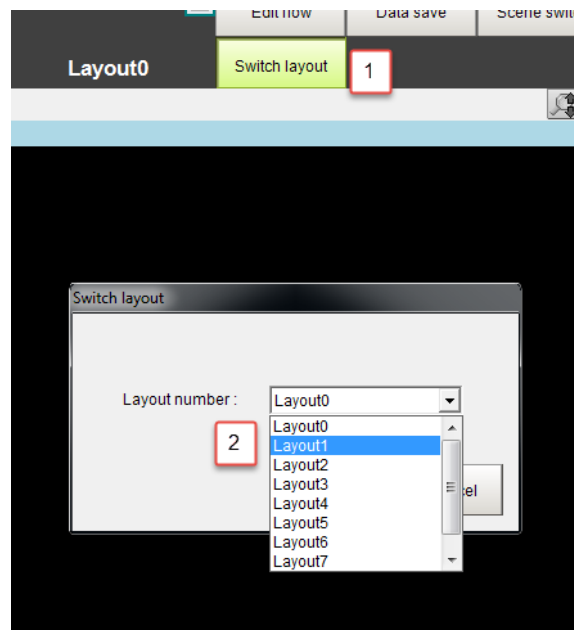 Edit flow Data save Scene swit
Layout0 Switch layout 1
Switch layout
Layout number : Layout0
2
Layout0
Layout1
Layout2
Layout3
Layout4
Layout5
Layout6
Layout7
cel